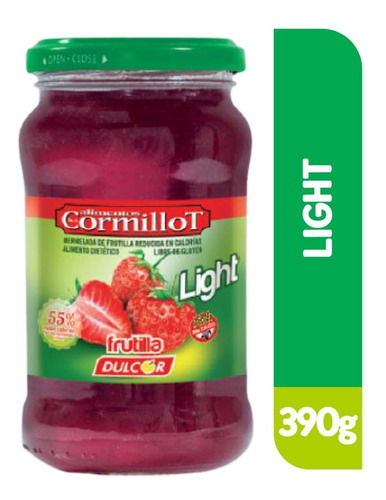 OPEN • CLOSE
alimentos
CormilloT
MERMELADA DE FRUTILLA REDUCIDA EN CALORÍAS
ALIMENTO DIETÉTICO LIBRE DE GLUTEN
Light
55%
frutilla
DULCOR
LIGHT
390g